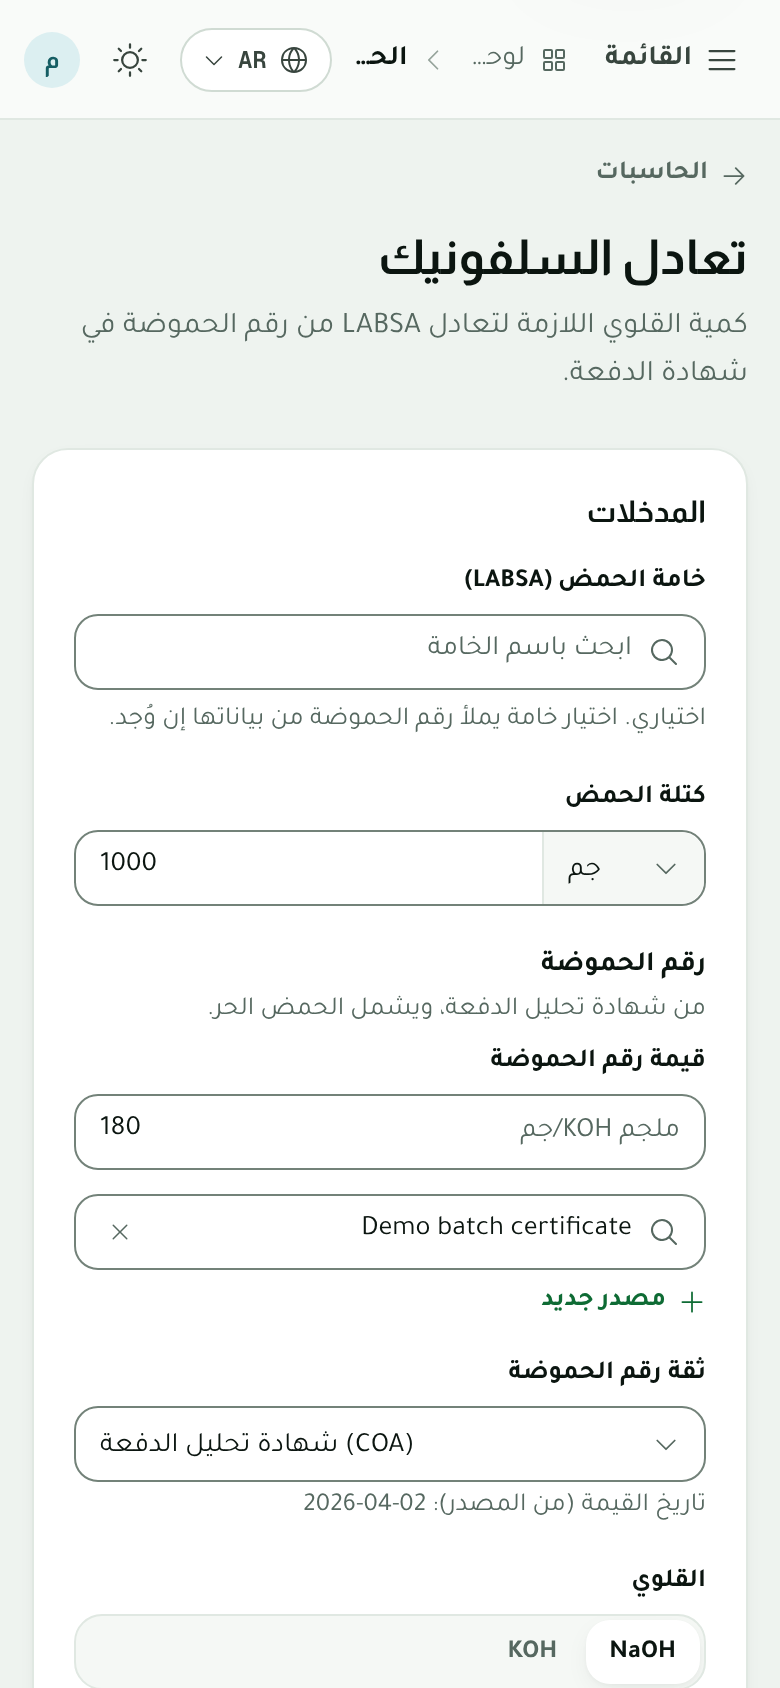 القائمة
لوحـ...
الحـ...
AR
م
الحاسبات
تعادل السلفونيك
كمية القلوي اللازمة لتعادل LABSA من رقم الحموضة في
شهادة الدفعة.
المدخلات
خامة الحمض (LABSA)
ابحث باسم الخامة
اختياري. اختيار خامة يملأ رقم الحموضة من بياناتها إن وُجد.
كتلة الحمض
جم
1000
رقم الحموضة
من شهادة تحليل الدفعة، ويشمل الحمض الحر.
قيمة رقم الحموضة
ملجم KOH/جم
180
Demo batch certificate
مصدر جديد
ثقة رقم الحموضة
شهادة تحليل الدفعة (COA)
تاريخ القيمة (من المصدر): 2026-04-02
القلوي
NaOH
KOH